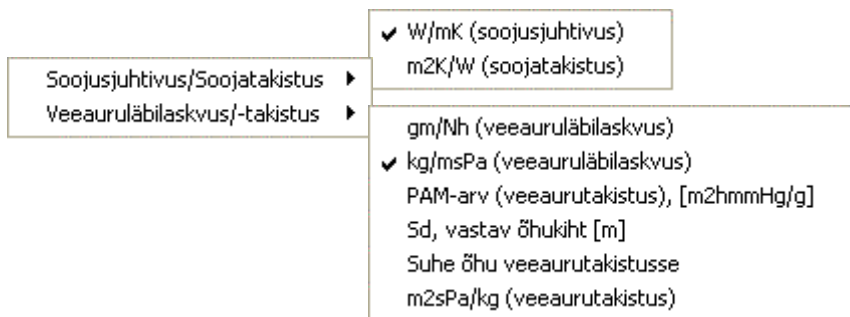 Soojusjuhtivus/Soojatakistus
Veeauruläbilaskvus/-takistus
W/mK (soojusjuhtivus)
m2K/W (soojatakistus)
gm/Nh (veeauruläbilaskvus)
kg/msPa (veeauruläbilaskvus)
PAM-arv (veeaurutakistus), [m2hmmHg/g]
Sd, vastav õhukiht [m]
Suhe õhu veeaurutakistusse
m2sPa/kg (veeaurutakistus)